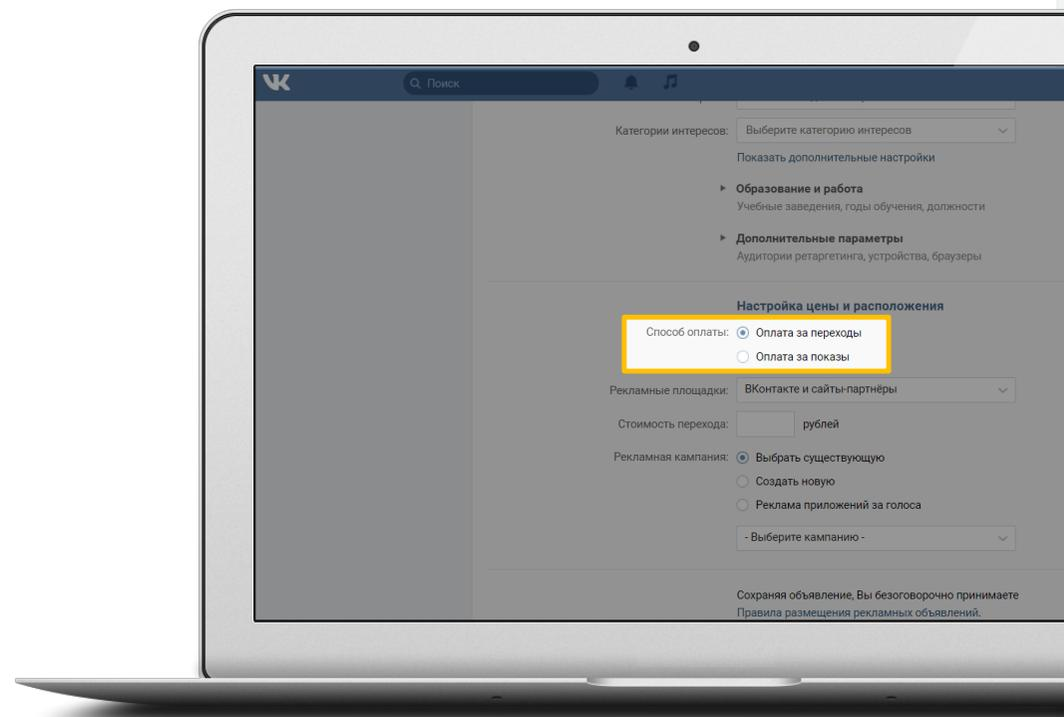 VK
Поиск
Категории интересов: Выберите категорию интересов
Показать дополнительные настройки
Образование и работа
Учебные заведения, годы обучения, должности
Дополнительные параметры
Аудитории ретаргетинга, устройства, браузеры
Настройка цены и расположения
Способ оплаты: Оплата за переходы
Оплата за показы
Рекламные площадки: ВКонтакте и сайты-партнёры
Стоимость перехода: рублей
Рекламная кампания: Выбрать существующую
Создать новую
Реклама приложений за голоса
- Выберите кампанию -
Сохраняя объявление, Вы безоговорочно принимаете
Правила размещения рекламных объявлений.